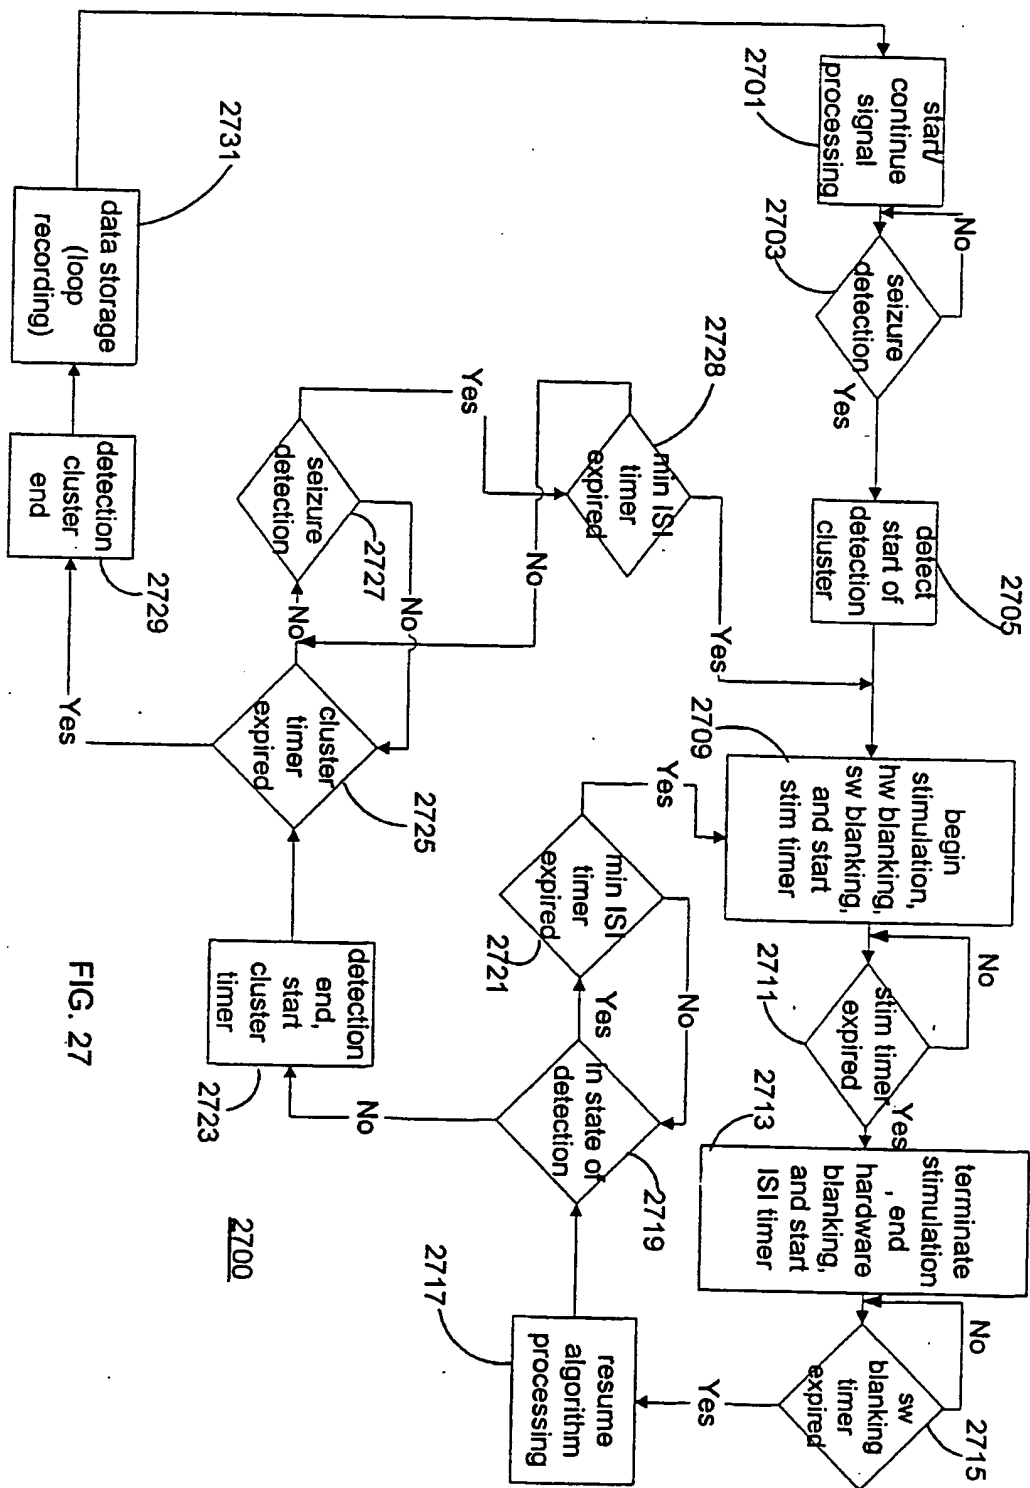 start/
continue
signal
processing
2701
No
seizure
detection
2703
Yes
detect
start of
detection
cluster
2705
begin
stimulation,
hw blanking,
sw blanking,
and start
stim timer
2709
No
stim timer
expired
2711
Yes
terminate
stimulation
, end
hardware
blanking,
and start
ISI timer
2713
No
sw
blanking
timer
expired
2715
Yes
resume
algorithm
processing
2717
in state of
detection
2719
Yes
No
min ISI
timer
expired
2721
Yes
No
detection
end,
start
cluster
timer
2723
cluster
timer
expired
2725
No
Yes
seizure
detection
2727
No
Yes
min ISI
timer
expired
2728
Yes
No
detection
cluster
end
2729
data storage
(loop
recording)
2731
2700
FIG. 27